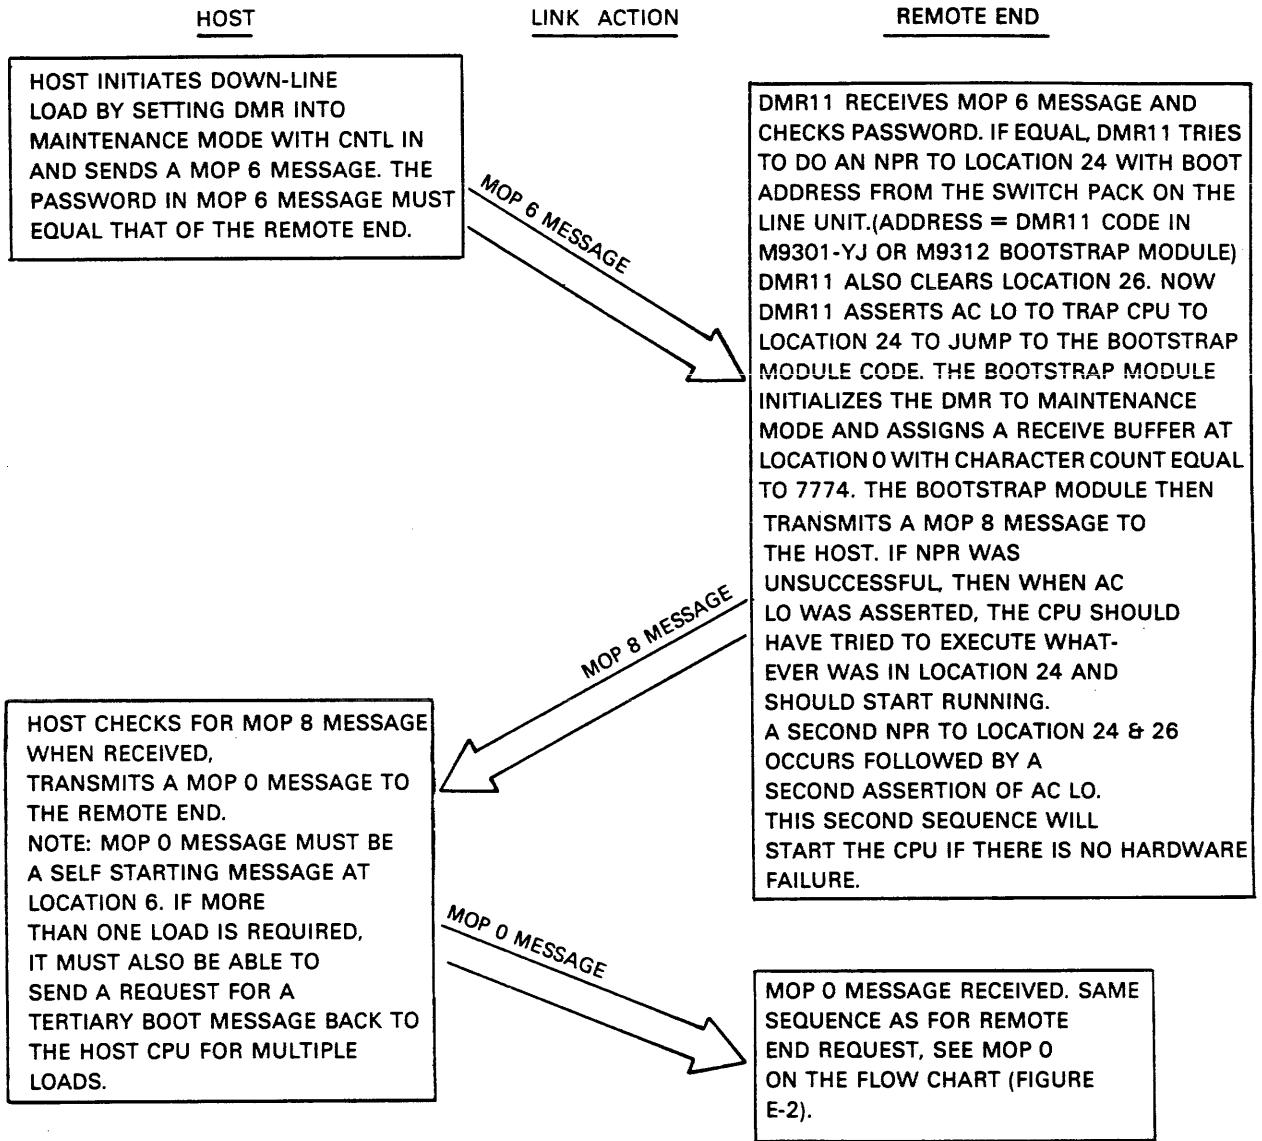 HOST
LINK ACTION
REMOTE END
HOST INITIATES DOWN-LINE
LOAD BY SETTING DMR INTO
MAINTENANCE MODE WITH CNTL IN
AND SENDS A MOP 6 MESSAGE. THE
PASSWORD IN MOP 6 MESSAGE MUST
EQUAL THAT OF THE REMOTE END.
MOP 6 MESSAGE
DMR11 RECEIVES MOP 6 MESSAGE AND
CHECKS PASSWORD. IF EQUAL, DMR11 TRIES
TO DO AN NPR TO LOCATION 24 WITH BOOT
ADDRESS FROM THE SWITCH PACK ON THE
LINE UNIT.(ADDRESS = DMR11 CODE IN
M9301-YJ OR M9312 BOOTSTRAP MODULE)
DMR11 ALSO CLEARS LOCATION 26. NOW
DMR11 ASSERTS AC LO TO TRAP CPU TO
LOCATION 24 TO JUMP TO THE BOOTSTRAP
MODULE CODE. THE BOOTSTRAP MODULE
INITIALIZES THE DMR TO MAINTENANCE
MODE AND ASSIGNS A RECEIVE BUFFER AT
LOCATION 0 WITH CHARACTER COUNT EQUAL
TO 7774. THE BOOTSTRAP MODULE THEN
TRANSMITS A MOP 8 MESSAGE TO
THE HOST. IF NPR WAS
UNSUCCESSFUL, THEN WHEN AC
LO WAS ASSERTED, THE CPU SHOULD
HAVE TRIED TO EXECUTE WHAT-
EVER WAS IN LOCATION 24 AND
SHOULD START RUNNING.
A SECOND NPR TO LOCATION 24 & 26
OCCURS FOLLOWED BY A
SECOND ASSERTION OF AC LO.
THIS SECOND SEQUENCE WILL
START THE CPU IF THERE IS NO HARDWARE
FAILURE.
MOP 8 MESSAGE
HOST CHECKS FOR MOP 8 MESSAGE
WHEN RECEIVED,
TRANSMITS A MOP 0 MESSAGE TO
THE REMOTE END.
NOTE: MOP 0 MESSAGE MUST BE
A SELF STARTING MESSAGE AT
LOCATION 6. IF MORE
THAN ONE LOAD IS REQUIRED,
IT MUST ALSO BE ABLE TO
SEND A REQUEST FOR A
TERTIARY BOOT MESSAGE BACK TO
THE HOST CPU FOR MULTIPLE
LOADS.
MOP 0 MESSAGE
MOP 0 MESSAGE RECEIVED. SAME
SEQUENCE AS FOR REMOTE
END REQUEST, SEE MOP 0
ON THE FLOW CHART (FIGURE
E-2).